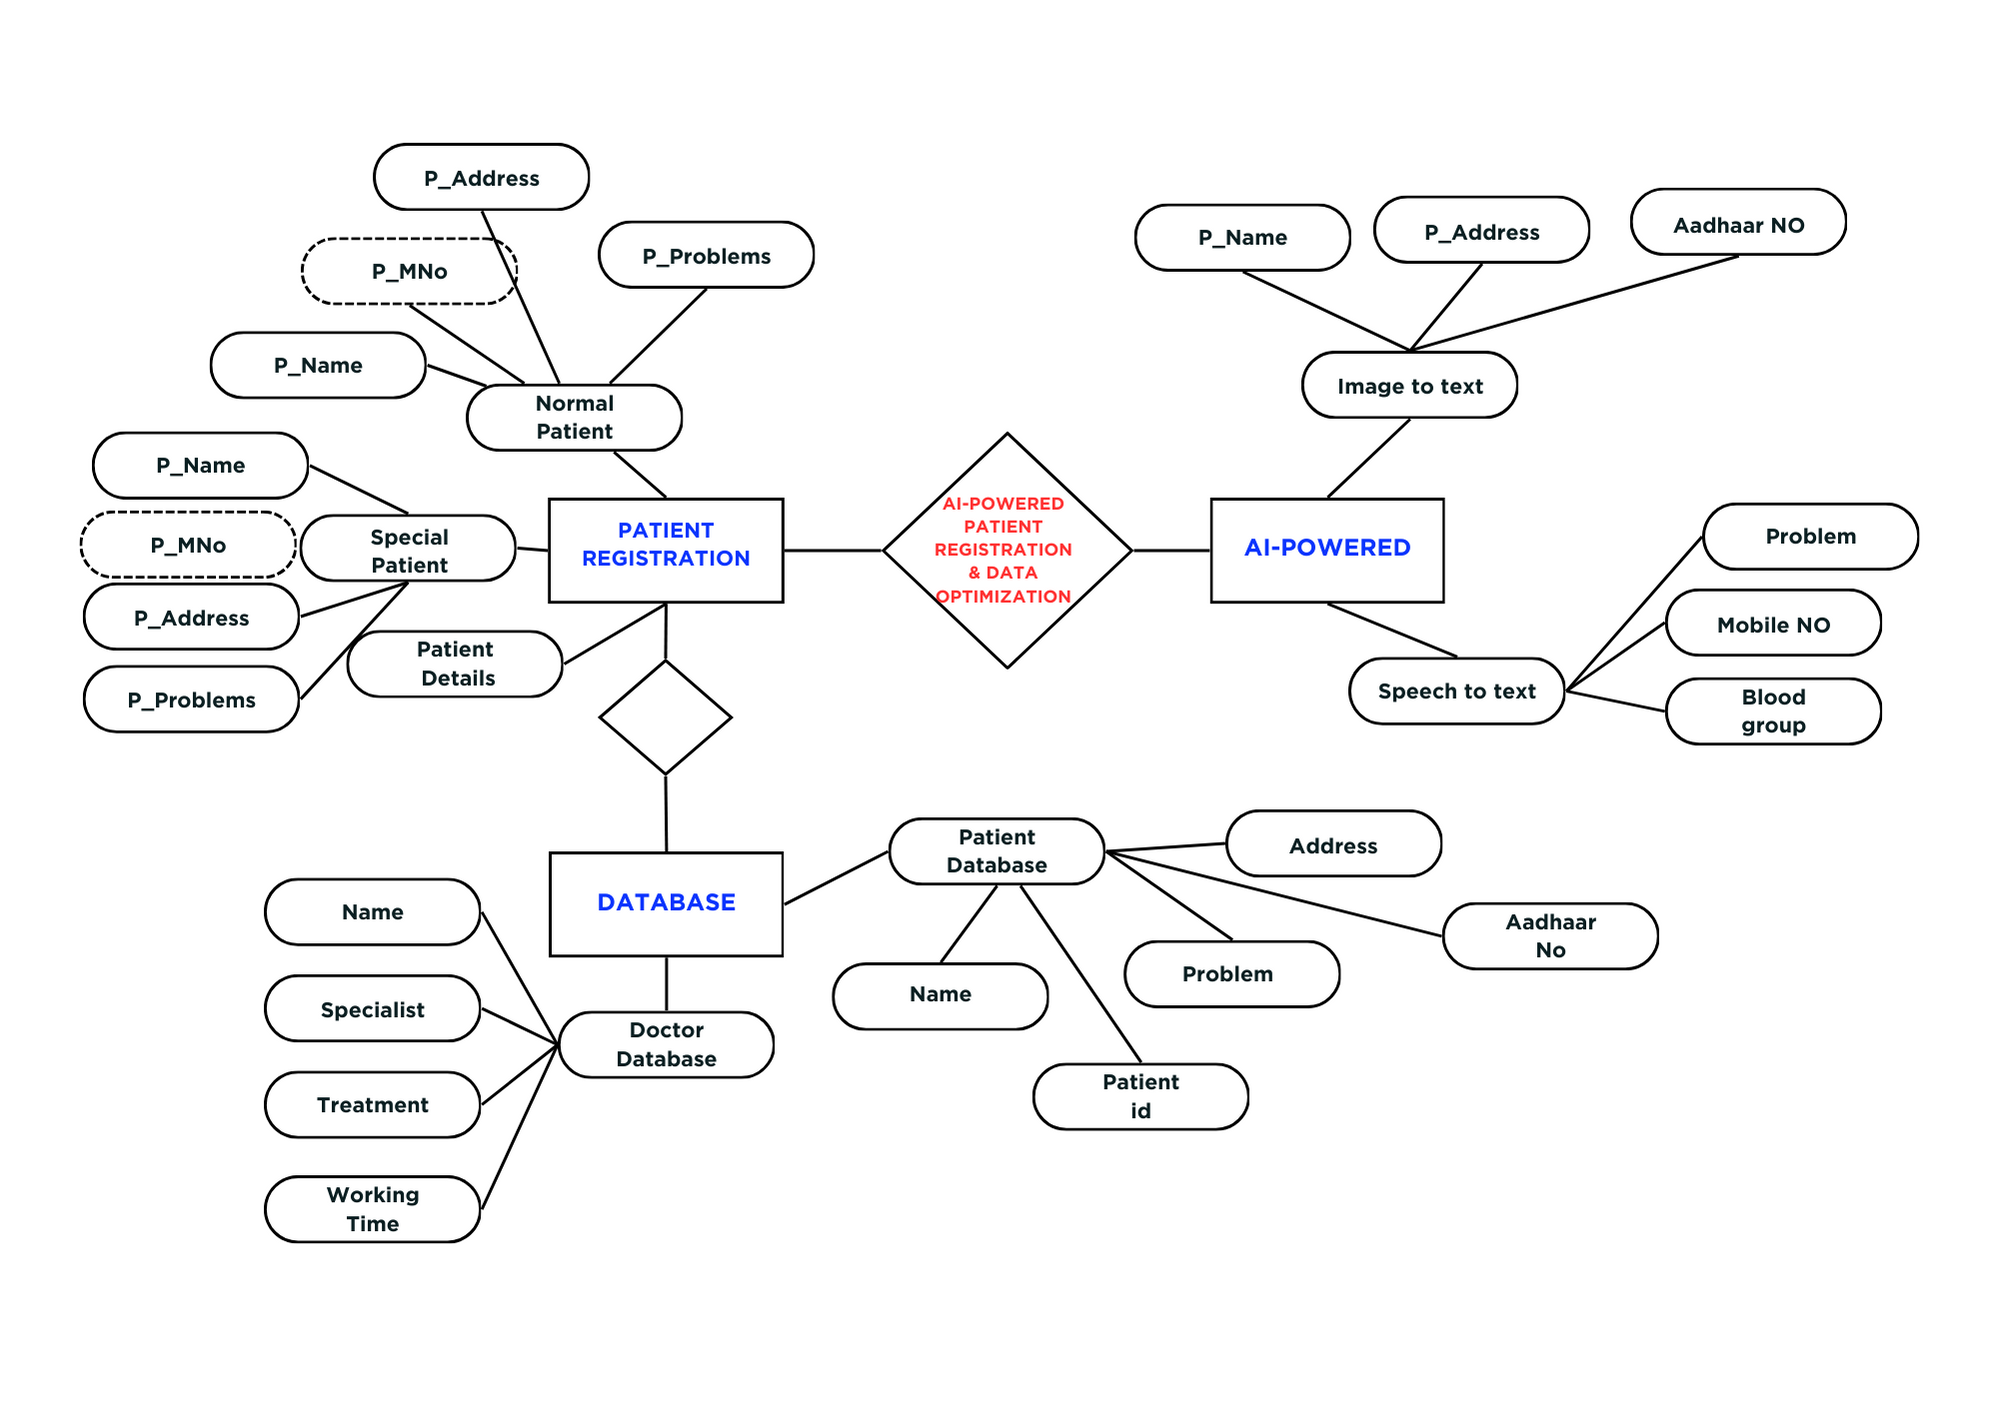 P_Address
P_MNo
P_Problems
P_Name
Normal
Patient
P_Name
P_MNo
Special
Patient
P_Address
P_Problems
Patient
Details
PATIENT
REGISTRATION
AI-POWERED
PATIENT
REGISTRATION
& DATA
OPTIMIZATION
AI-POWERED
P_Name
P_Address
Aadhaar NO
Image to text
Problem
Mobile NO
Blood
group
Speech to text
DATABASE
Patient
Database
Address
Aadhaar
No
Problem
Name
Patient
id
Name
Specialist
Treatment
Working
Time
Doctor
Database